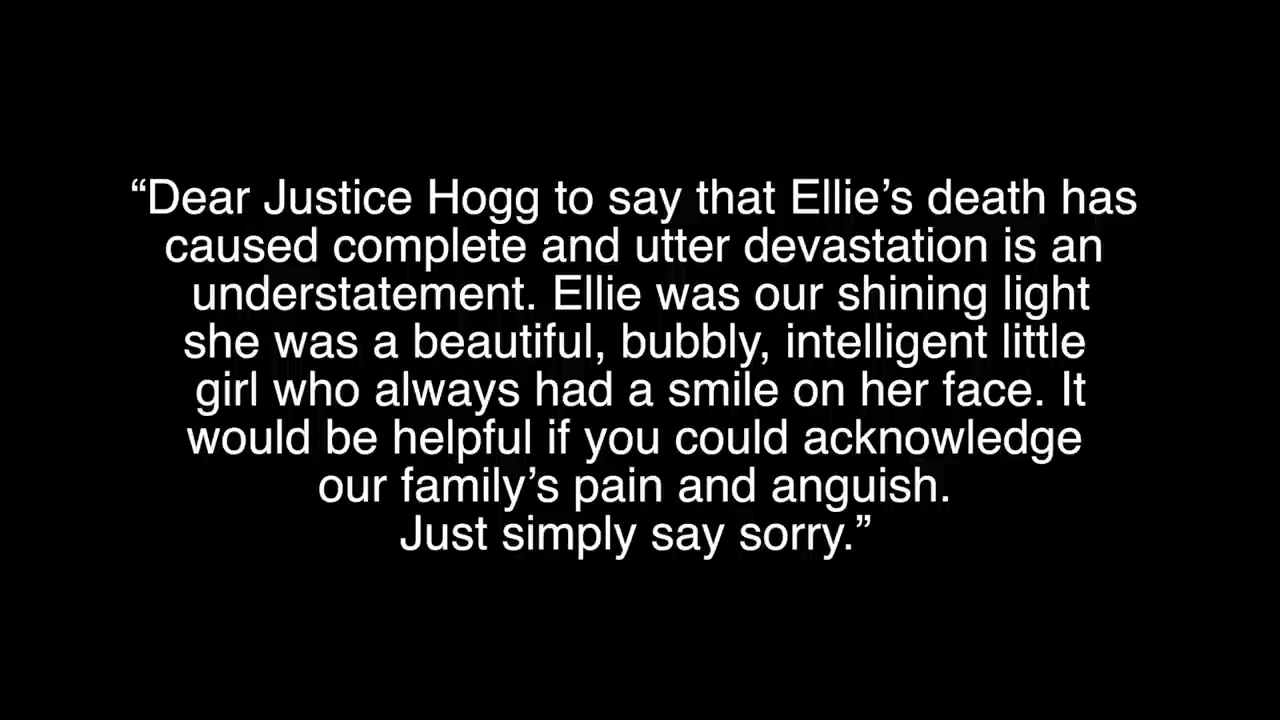 “Dear Justice Hogg to say that Ellie’s death has
caused complete and utter devastation is an
understatement. Ellie was our shining light
she was a beautiful, bubbly, intelligent little
girl who always had a smile on her face. It
would be helpful if you could acknowledge
our family’s pain and anguish.
Just simply say sorry.”